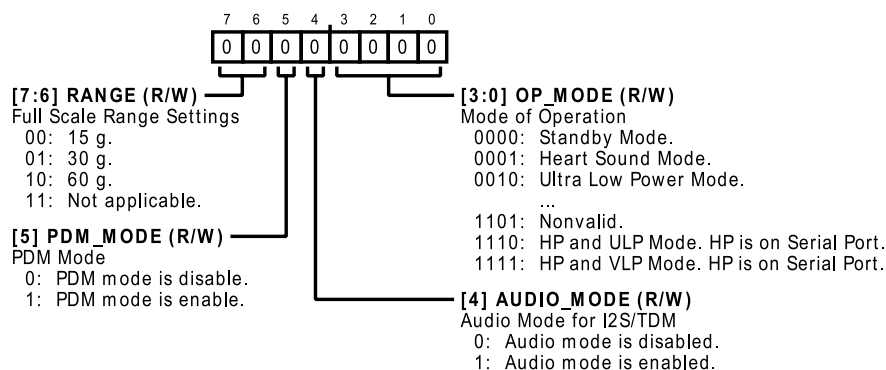 7 6 5 4 3 2 1 0
0 0 0 0 0 0 0 0
[7:6] RANGE (R/W)
Full Scale Range Settings
00: 15 g.
01: 30 g.
10: 60 g.
11: Not applicable.
[5] PDM_MODE (R/W)
PDM Mode
0: PDM mode is disable.
1: PDM mode is enable.
[3:0] OP_MODE (R/W)
Mode of Operation
0000: Standby Mode.
0001: Heart Sound Mode.
0010: Ultra Low Power Mode.
...
1101: Nonvalid.
1110: HP and ULP Mode. HP is on Serial Port.
1111: HP and VLP Mode. HP is on Serial Port.
[4] AUDIO_MODE (R/W)
Audio Mode for I2S/TDM
0: Audio mode is disabled.
1: Audio mode is enabled.